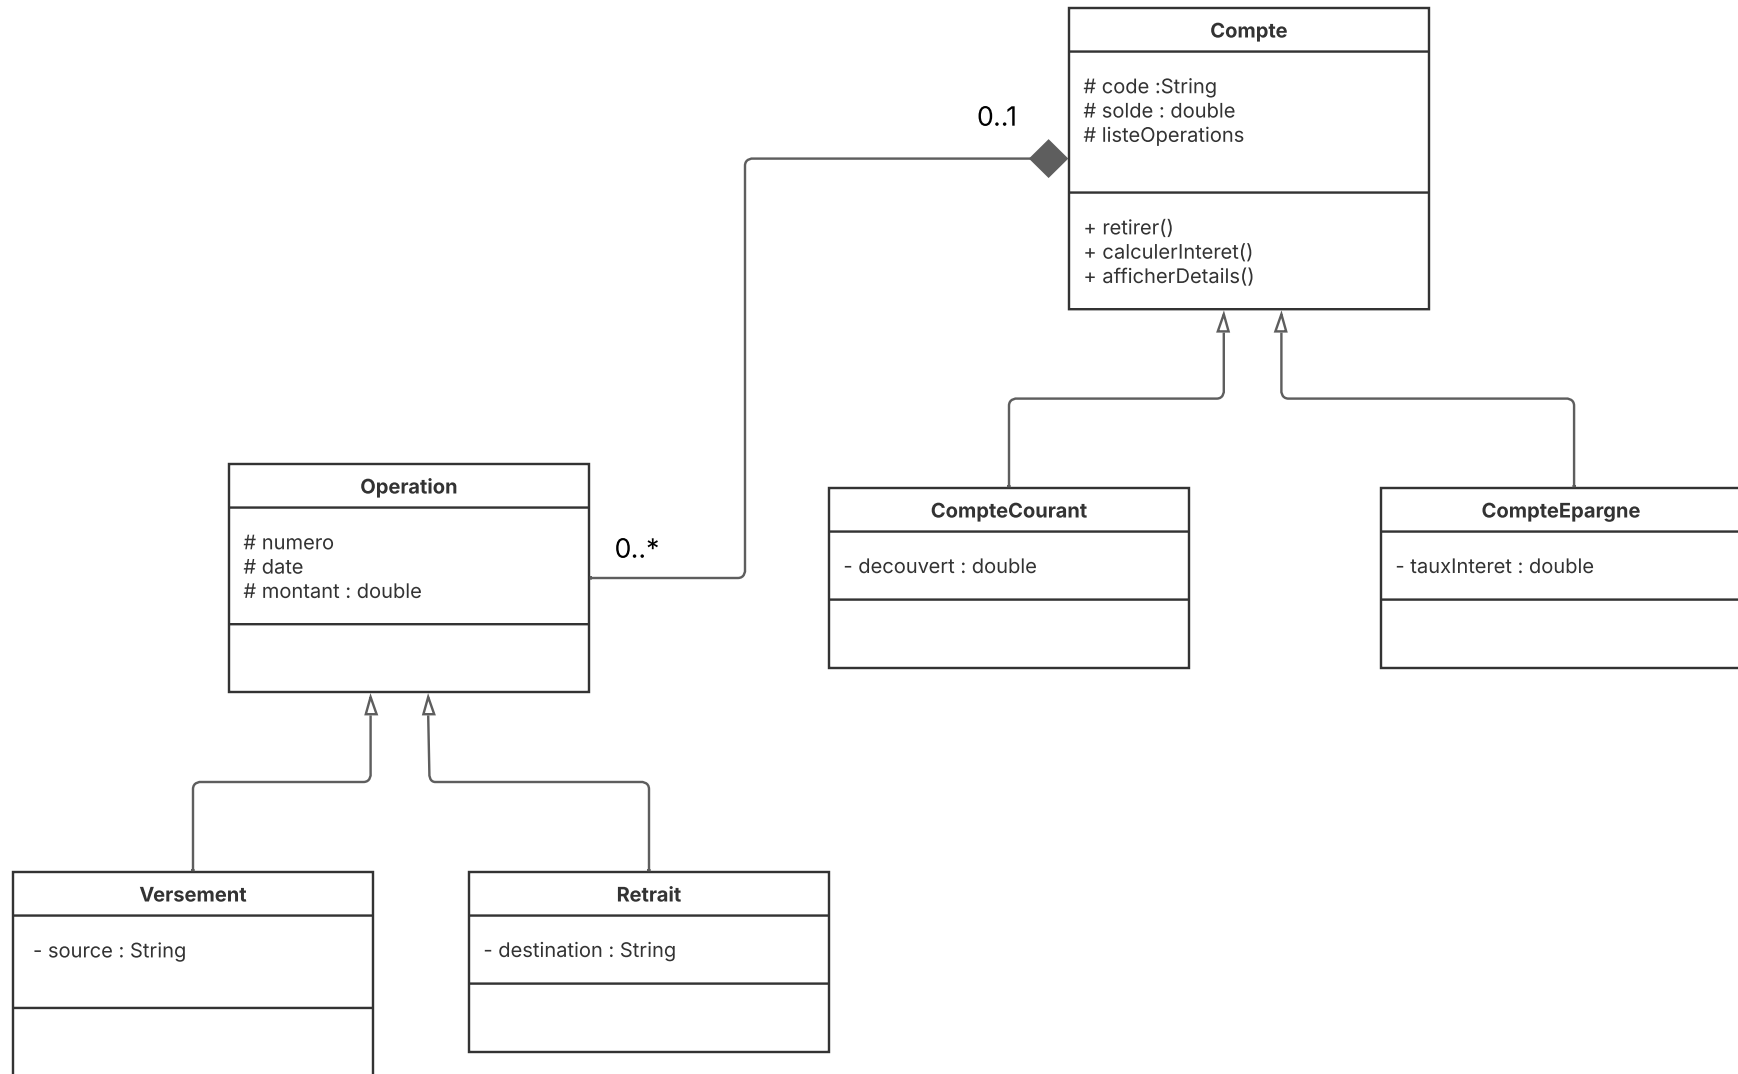 Compte
# code :String
# solde : double
# listeOperations
+ retirer()
+ calculerInteret()
+ afficherDetails()
0..1
Operation
# numero
# date
# montant : double
0..*
CompteCourant
- decouvert : double
CompteEpargne
- tauxInteret : double
Versement
- source : String
Retrait
- destination : String